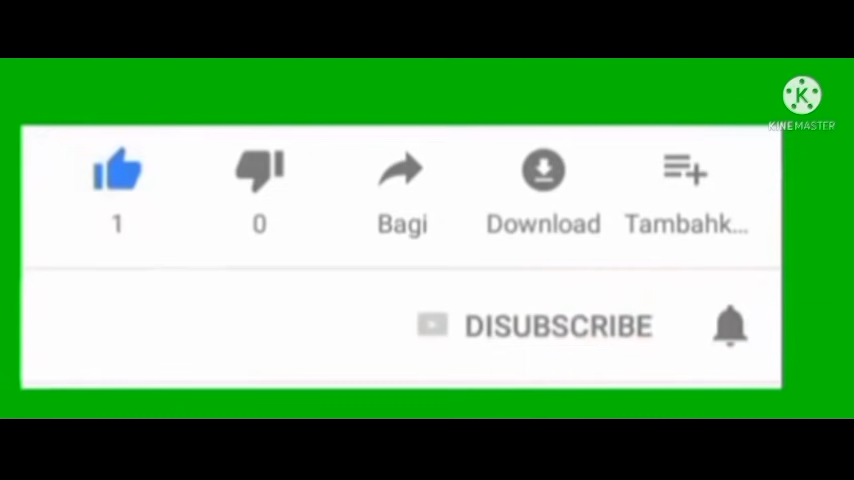 K
KINEMASTER
1 0 Bagi Download Tambahk...
DISUBSCRIBE